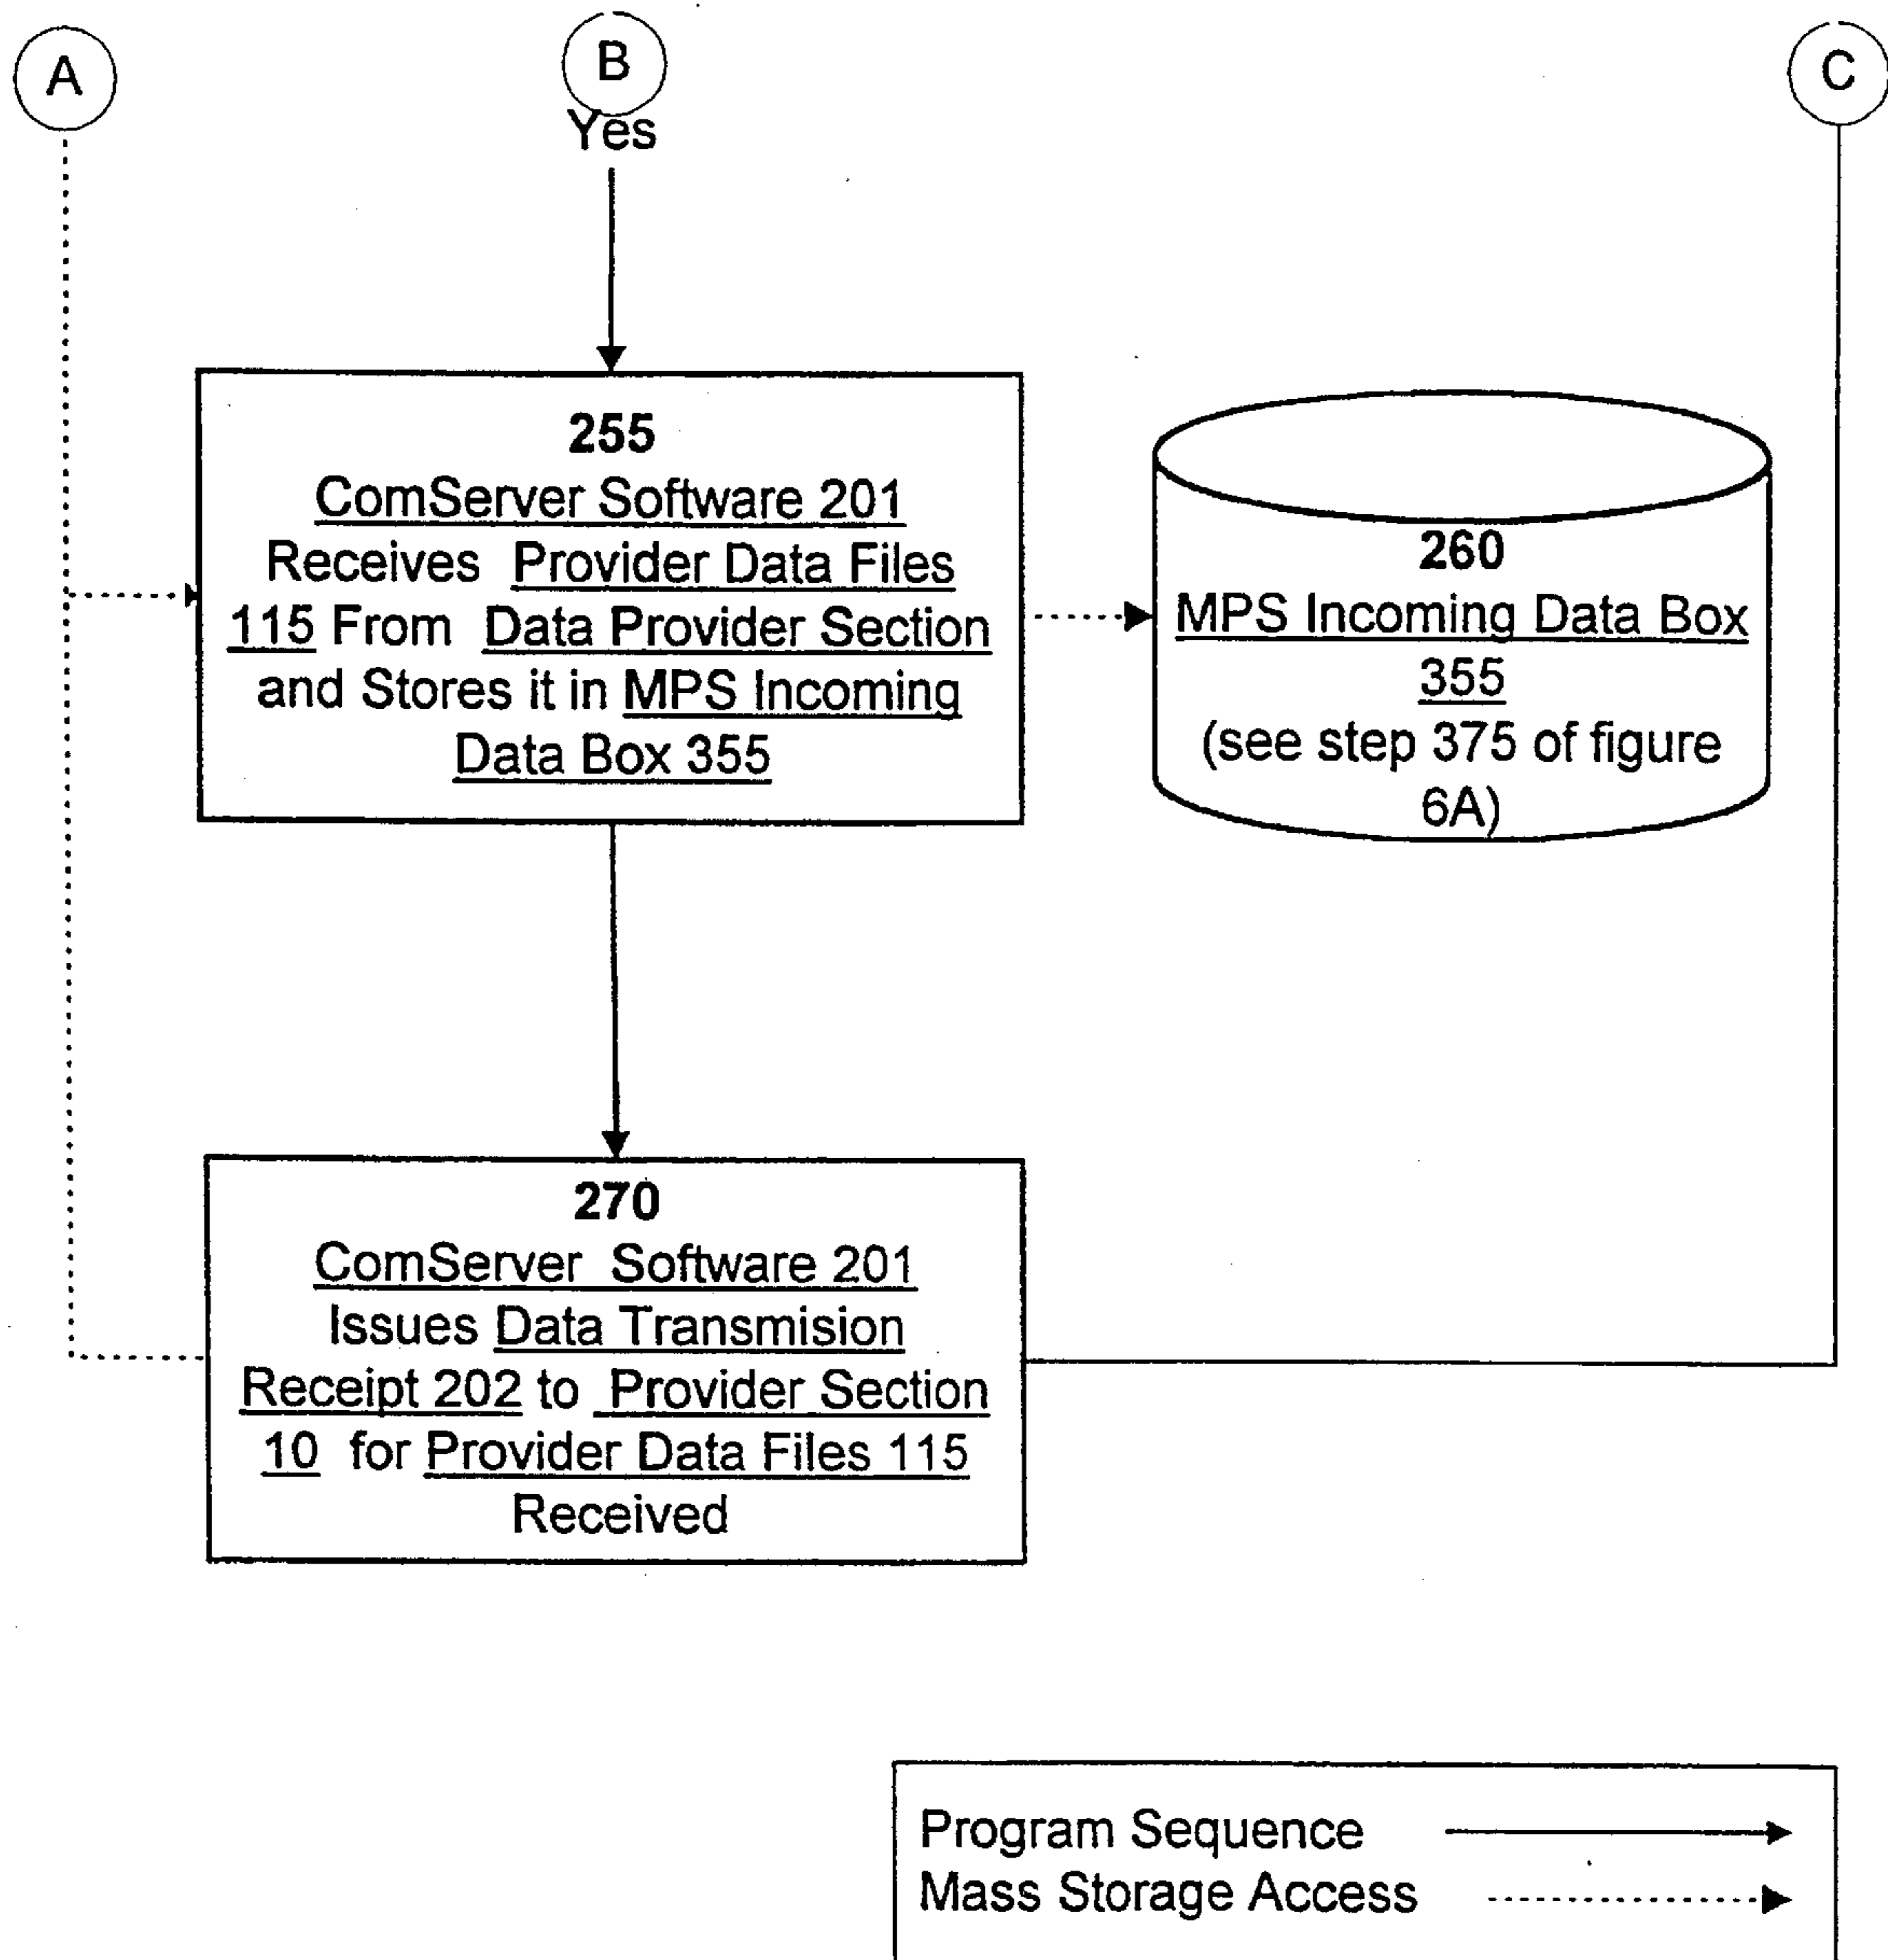 A
B
C
Yes
255
ComServer Software 201
Receives Provider Data Files
115 From Data Provider Section
and Stores it in MPS Incoming
Data Box 355
260
MPS Incoming Data Box
355
(see step 375 of figure
6A)
270
ComServer Software 201
Issues Data Transmision
Receipt 202 to Provider Section
10 for Provider Data Files 115
Received
Program Sequence
Mass Storage Access